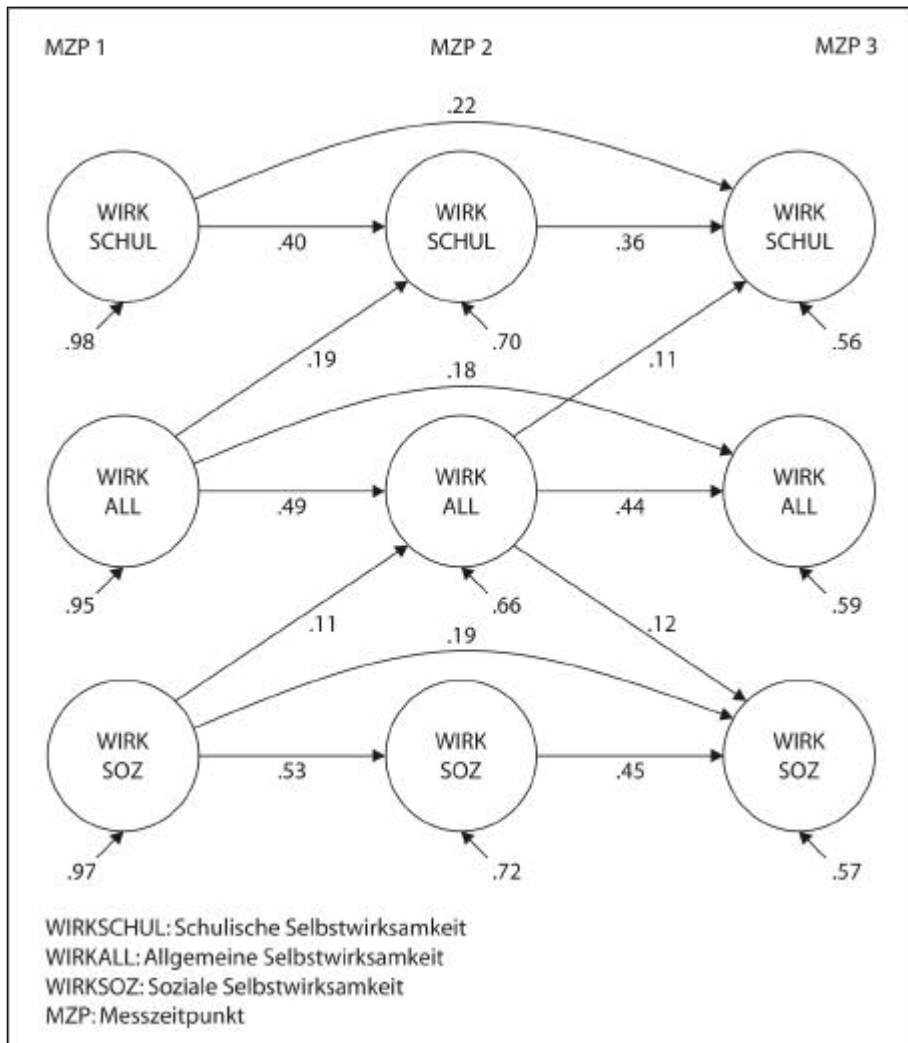 MZP 1 MZP 2 MZP 3
.22
WIRK WIRK WIRK
SCHUL SCHUL SCHUL
.40 .36
.98 .70 .56
.19 .18 .11
WIRK WIRK WIRK
ALL ALL ALL
.49 .44
.95 .66 .59
.11 .19 .12
WIRK WIRK WIRK
SOZ SOZ SOZ
.53 .45
.97 .72 .57
WIRKSCHUL: Schulische Selbstwirksamkeit
WIRKALL: Allgemeine Selbstwirksamkeit
WIRKSOZ: Soziale Selbstwirksamkeit
MZP: Messzeitpunkt